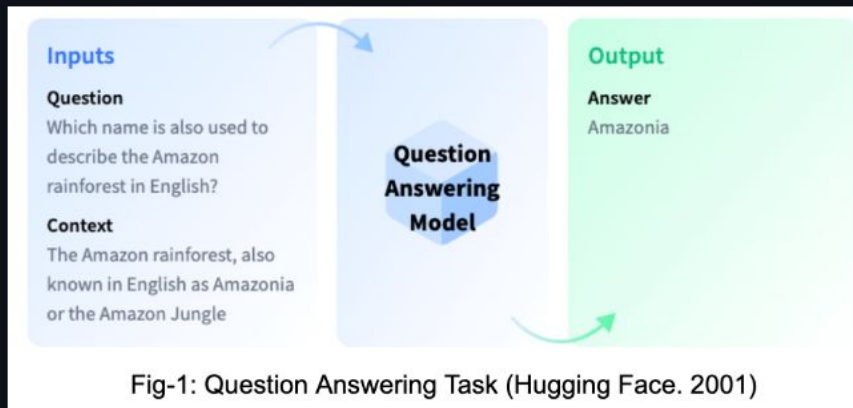 Inputs
Question
Which name is also used to
describe the Amazon
rainforest in English?
Context
The Amazon rainforest, also
known in English as Amazonia
or the Amazon Jungle
Question
Answering
Model
Output
Answer
Amazonia
Fig-1: Question Answering Task (Hugging Face. 2001)